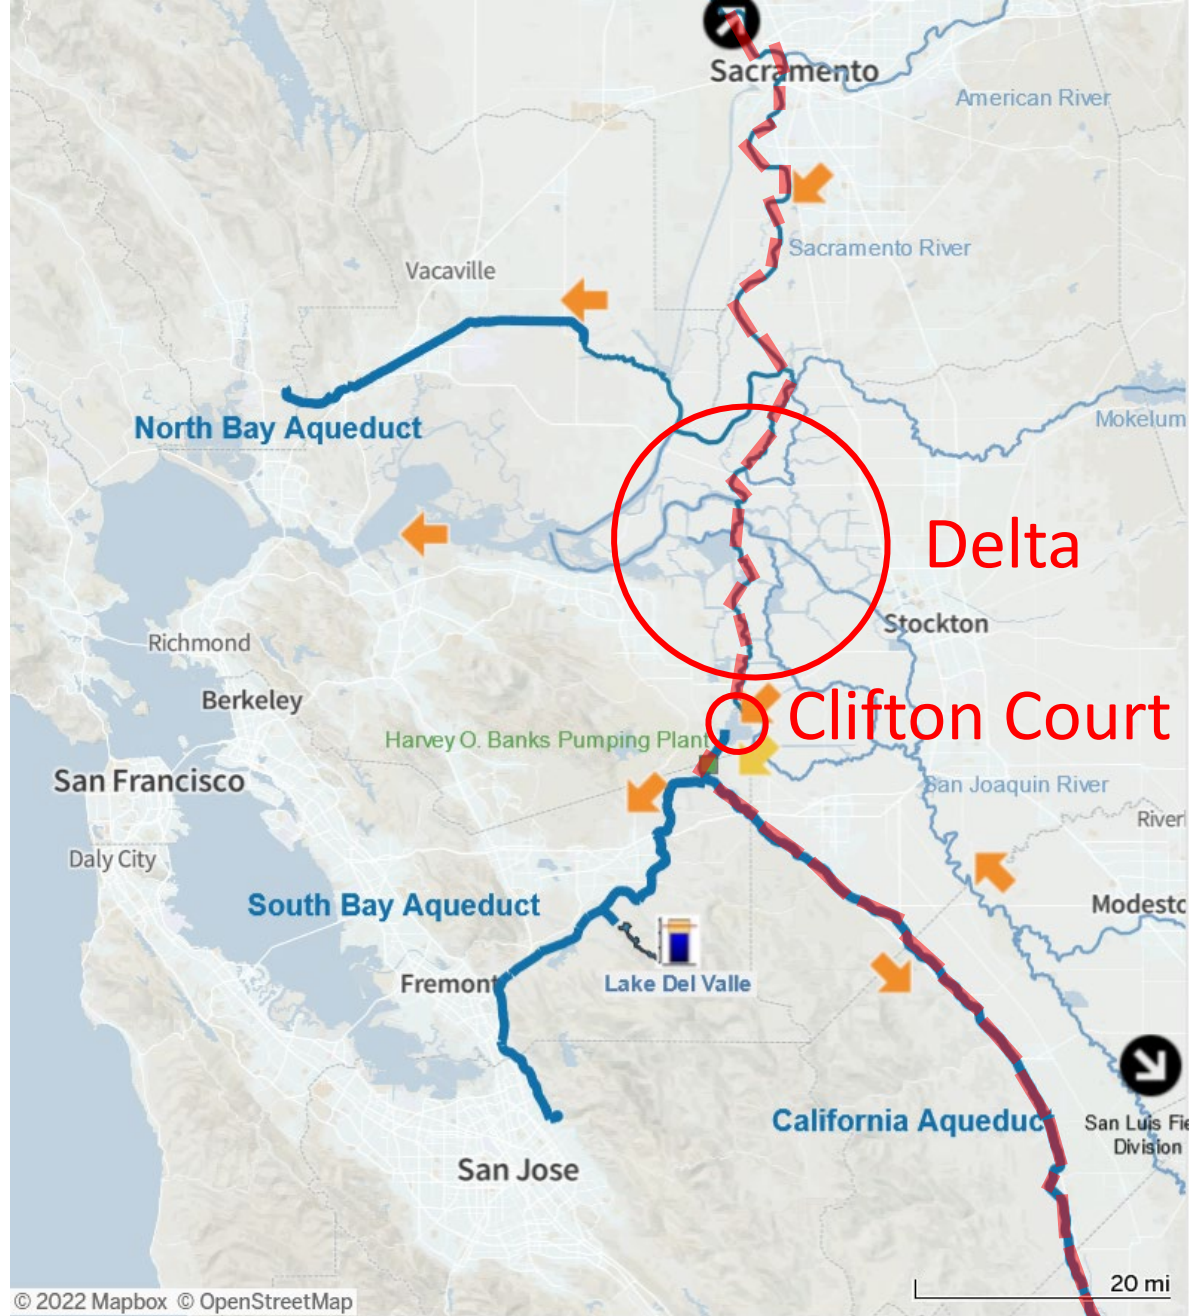 Sacramento
American River
Sacramento River
Vacaville
North Bay Aqueduct
Mokelum
Delta
Stockton
Richmond
Berkeley
Clifton Court
Harvey O. Banks Pumping Plant
San Francisco
San Joaquin River
River
Daly City
South Bay Aqueduct
Modesto
Fremont
Lake Del Valle
California Aqueduct
San Luis Fie
Division
San Jose
20 mi
© 2022 Mapbox © OpenStreetMap